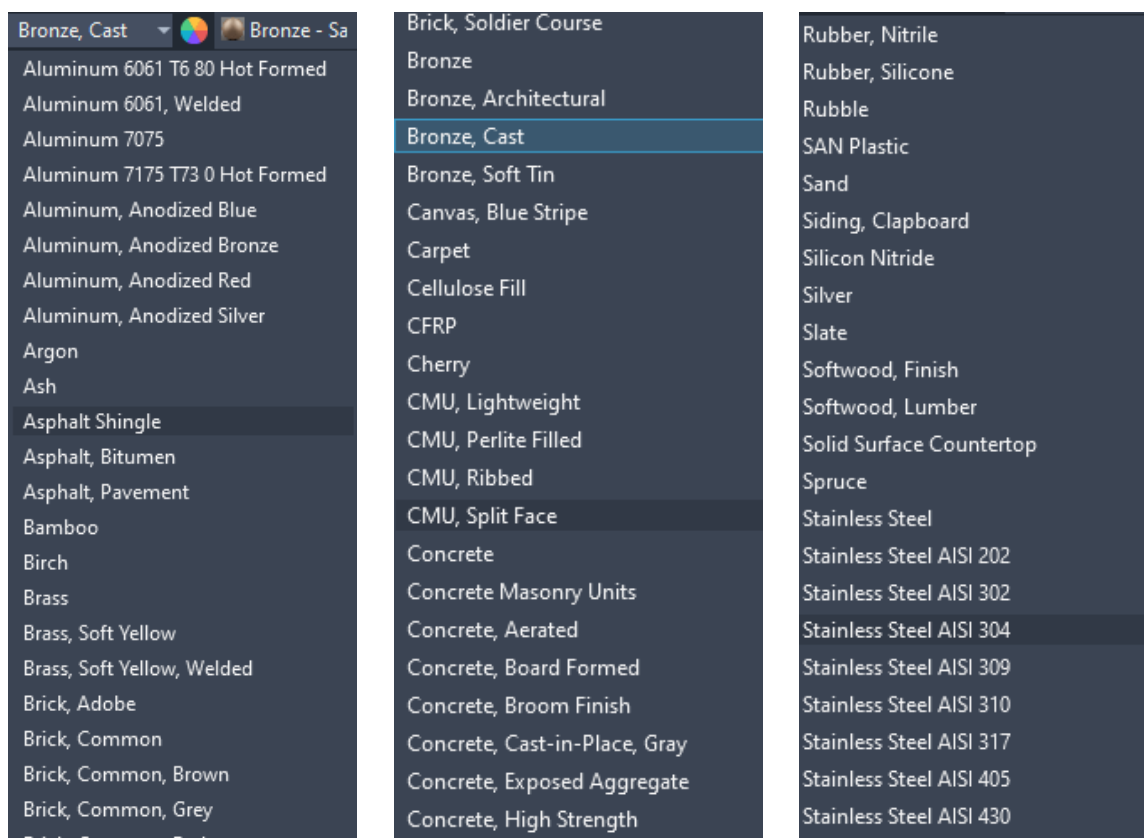 Bronze, Cast
Bronze - Sa
Aluminum 6061 T6 80 Hot Formed
Aluminum 6061, Welded
Aluminum 7075
Aluminum 7175 T73 0 Hot Formed
Aluminum, Anodized Blue
Aluminum, Anodized Bronze
Aluminum, Anodized Red
Aluminum, Anodized Silver
Argon
Ash
Asphalt Shingle
Asphalt, Bitumen
Asphalt, Pavement
Bamboo
Birch
Brass
Brass, Soft Yellow
Brass, Soft Yellow, Welded
Brick, Adobe
Brick, Common
Brick, Common, Brown
Brick, Common, Grey
Brick, Soldier Course
Bronze
Bronze, Architectural
Bronze, Cast
Bronze, Soft Tin
Canvas, Blue Stripe
Carpet
Cellulose Fill
CFRP
Cherry
CMU, Lightweight
CMU, Perlite Filled
CMU, Ribbed
CMU, Split Face
Concrete
Concrete Masonry Units
Concrete, Aerated
Concrete, Board Formed
Concrete, Broom Finish
Concrete, Cast-in-Place, Gray
Concrete, Exposed Aggregate
Concrete, High Strength
Rubber, Nitrile
Rubber, Silicone
Rubble
SAN Plastic
Sand
Siding, Clapboard
Silicon Nitride
Silver
Slate
Softwood, Finish
Softwood, Lumber
Solid Surface Countertop
Spruce
Stainless Steel
Stainless Steel AISI 202
Stainless Steel AISI 302
Stainless Steel AISI 304
Stainless Steel AISI 309
Stainless Steel AISI 310
Stainless Steel AISI 317
Stainless Steel AISI 405
Stainless Steel AISI 430